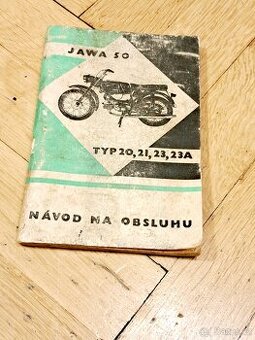 JAWA 50
TYP 20, 21, 23, 23A
NÁVOD NA OBSLUHU